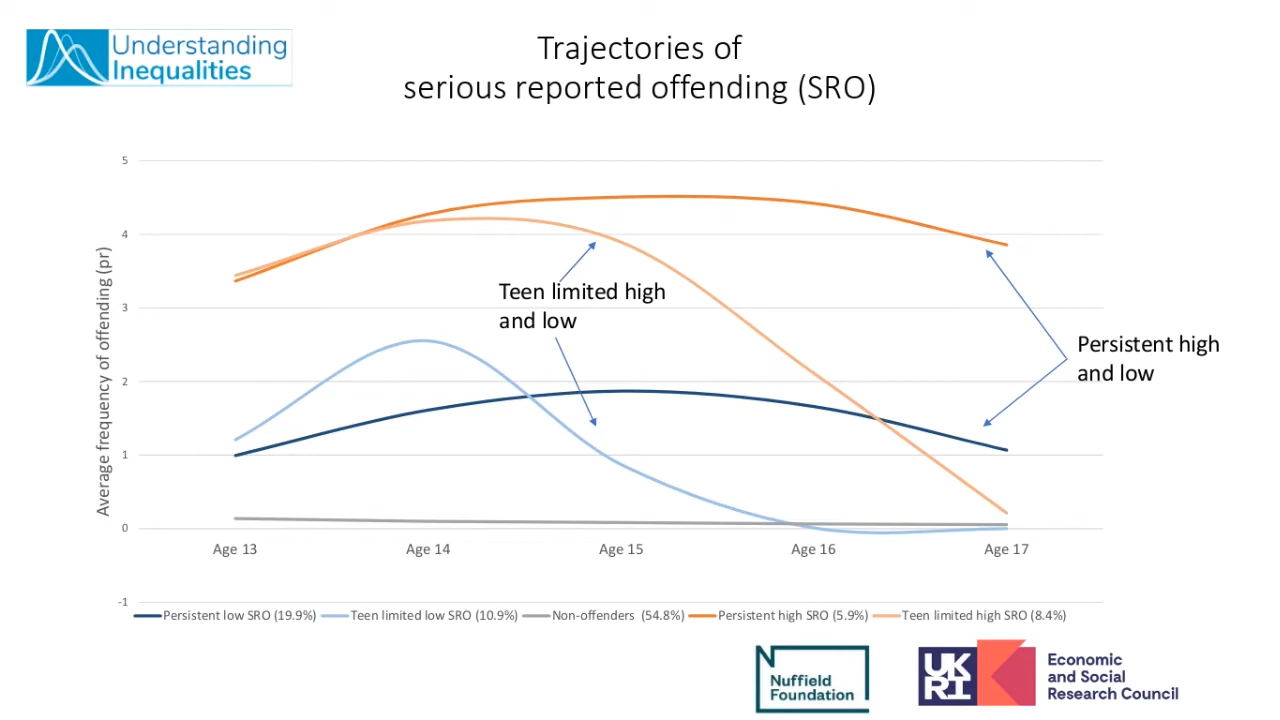 Understanding
Inequalities
Trajectories of
serious reported offending (SRO)
Average frequency of offending (pr)
5
4
3
2
1
0
-1
Teen limited high
and low
Persistent high
and low
Age 13
Age 14
Age 15
Age 16
Age 17
Persistent low SRO (19.9%)
Teen limited low SRO (10.9%)
Non-offenders (54.8%)
Persistent high SRO (5.9%)
Teen limited high SRO (8.4%)
Nuffield
Foundation
UK
RI
Economic
and Social
Research Council